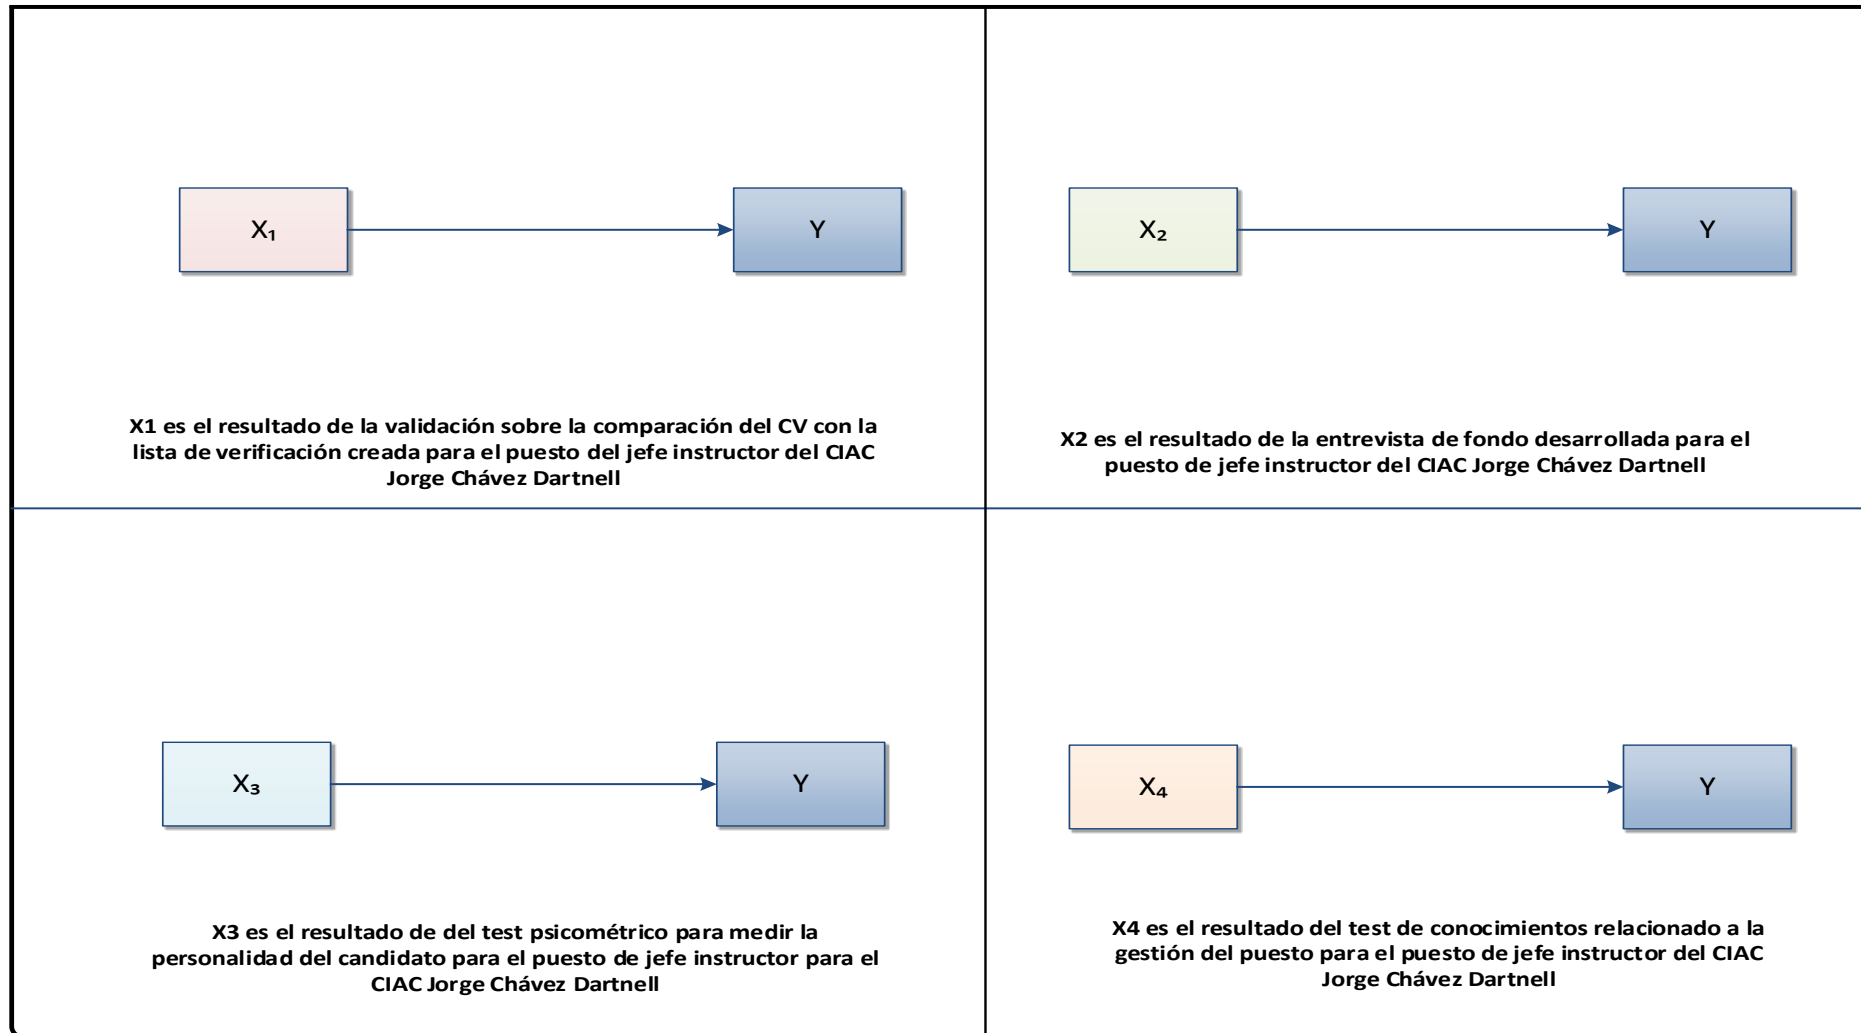 X₁
Y
X1 es el resultado de la validación sobre la comparación del CV con la
lista de verificación creada para el puesto del jefe instructor del CIAC
Jorge Chávez Dartnell
X₂
Y
X2 es el resultado de la entrevista de fondo desarrollada para el
puesto de jefe instructor del CIAC Jorge Chávez Dartnell
X₃
Y
X3 es el resultado de del test psicométrico para medir la
personalidad del candidato para el puesto de jefe instructor para el
CIAC Jorge Chávez Dartnell
X₄
Y
X4 es el resultado del test de conocimientos relacionado a la
gestión del puesto para el puesto de jefe instructor del CIAC
Jorge Chávez Dartnell